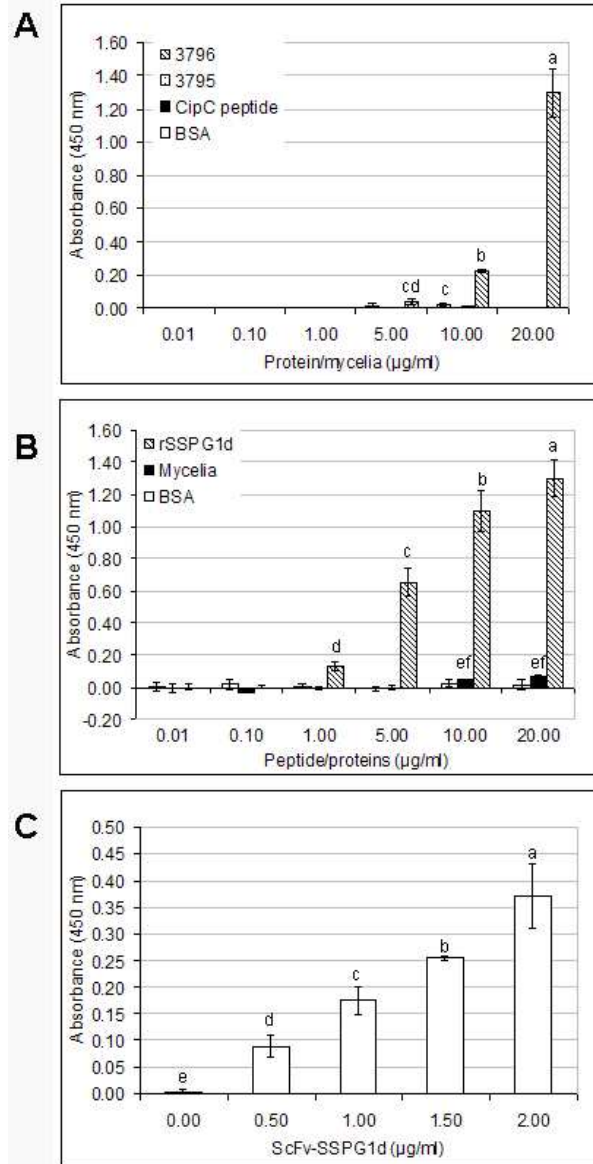 A
1.60
1.40
1.20
1.00
0.80
0.60
0.40
0.20
0.00
Absorbance (450 nm)
3796
3795
CipC peptide
BSA
cd
c
b
a
0.01 0.10 1.00 5.00 10.00 20.00
Protein/mycelia (µg/ml)
B
1.60
1.40
1.20
1.00
0.80
0.60
0.40
0.20
0.00
-0.20
Absorbance (450 nm)
rSSPG1d
Mycelia
BSA
d
c
ef
b
ef
a
0.01 0.10 1.00 5.00 10.00 20.00
Peptide/proteins (µg/ml)
C
0.50
0.45
0.40
0.35
0.30
0.25
0.20
0.15
0.10
0.05
0.00
Absorbance (450 nm)
e
d
c
b
a
0.00 0.50 1.00 1.50 2.00
ScFv-SSPG1d (µg/ml)